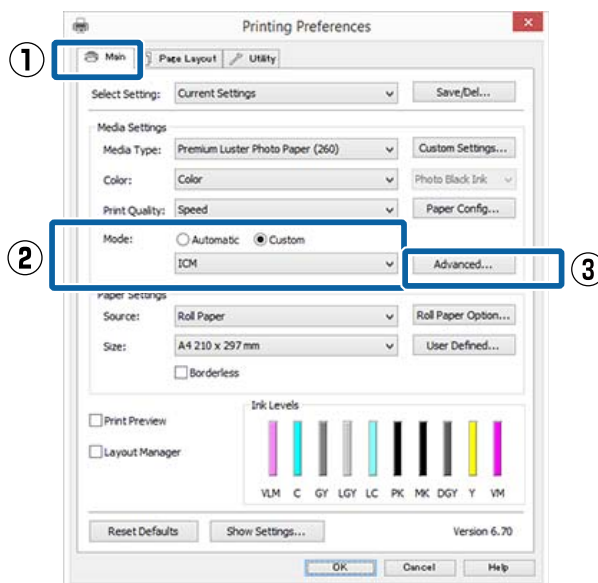 Printing Preferences
①
Main Page Layout Utility
Select Setting: Current Settings Save/Del...
Media Settings
Media Type: Premium Luster Photo Paper (260) Custom Settings...
Color: Color Photo Black Ink
Print Quality: Speed Paper Config...
②
Mode: Automatic Custom
ICM Advanced...
③
Paper Settings
Source: Roll Paper Roll Paper Option...
Size: A4 210 x 297 mm User Defined...
Borderless
Print Preview
Layout Manager
Ink Levels
VLM C GY LGY LC PK MK DGY Y VM
Reset Defaults Show Settings... Version 6.70
OK Cancel Help